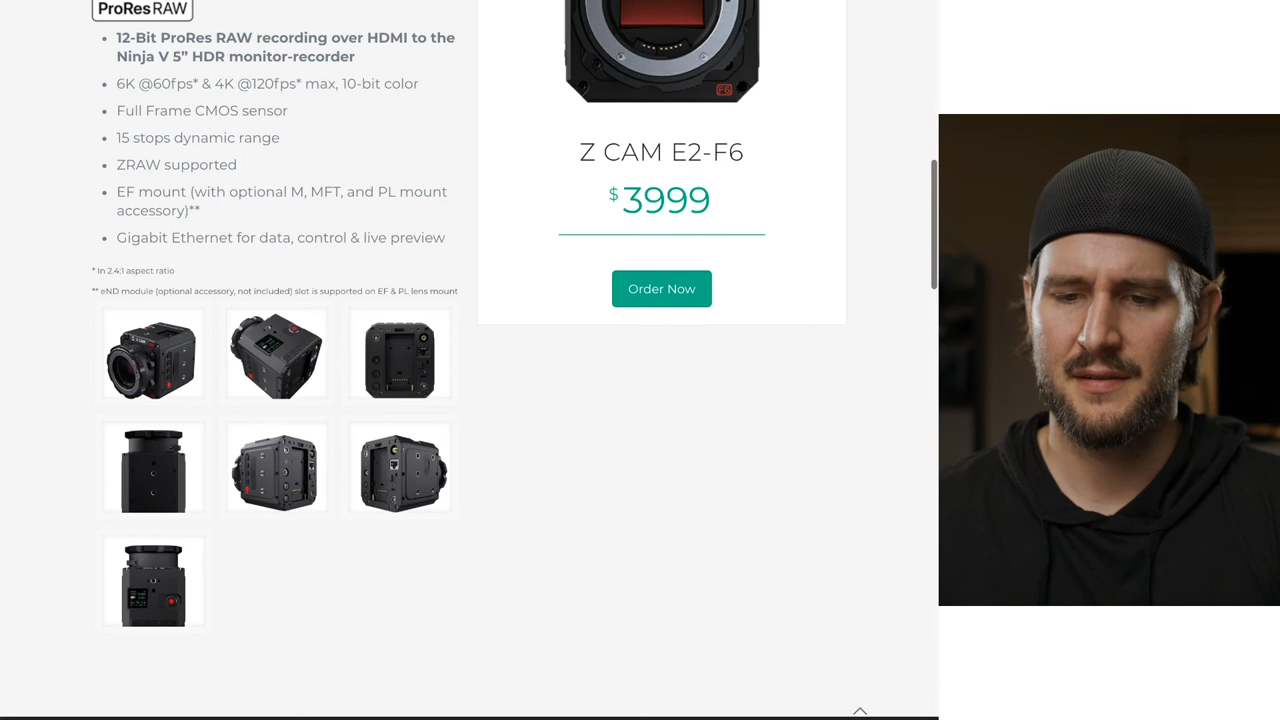 ProRes RAW
• 12-Bit ProRes RAW recording over HDMI to the
Ninja V 5” HDR monitor-recorder
• 6K @60fps* & 4K @120fps* max, 10-bit color
• Full Frame CMOS sensor
• 15 stops dynamic range
• ZRAW supported
• EF mount (with optional M, MFT, and PL mount
accessory)**
• Gigabit Ethernet for data, control & live preview
* In 2.4:1 aspect ratio
** eND module (optional accessory, not included) slot is supported on EF & PL lens mount
F6
Z CAM E2-F6
$3999
Order Now